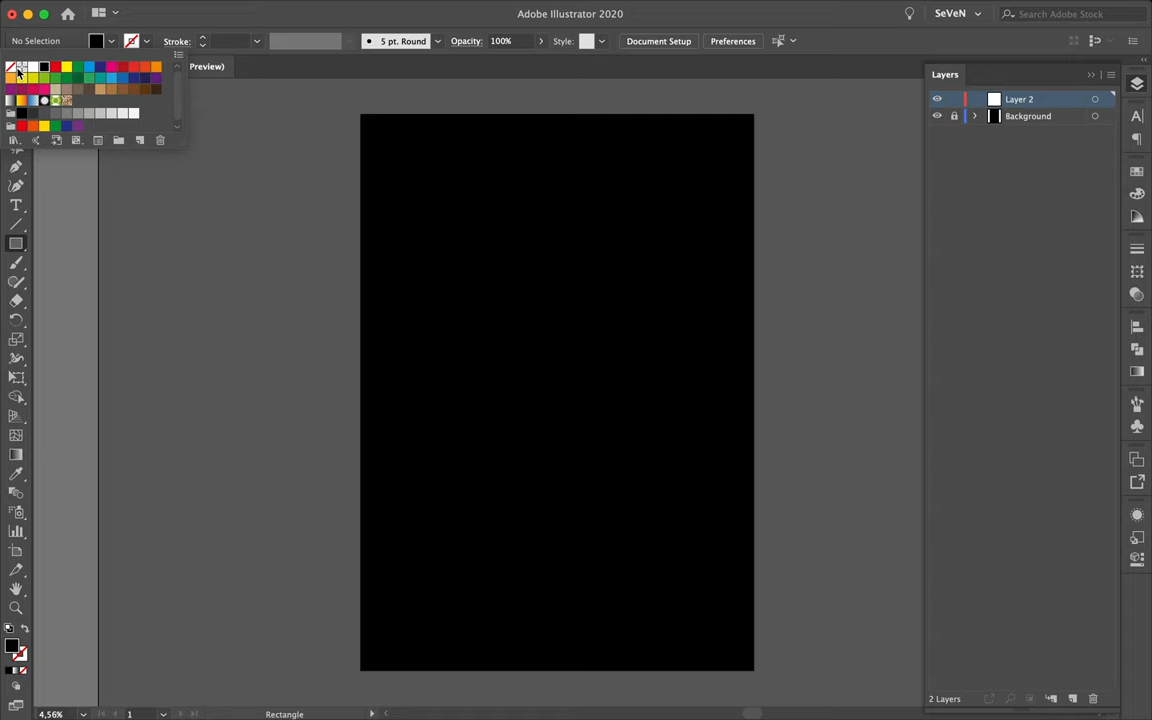 Adobe Illustrator 2020
SeVeN
Search Adobe Stock
No Selection
Stroke:
5 pt. Round
Opacity:
100%
Style:
Document Setup
Preferences
Preview)
Layers
Layer 2
Background
2 Layers
4,56%
1
Rectangle